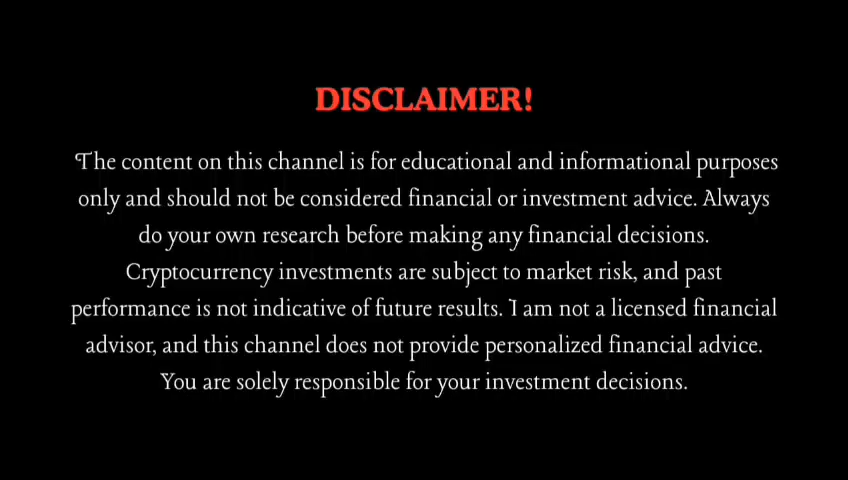 DISCLAIMER!
The content on this channel is for educational and informational purposes
only and should not be considered financial or investment advice. Always
do your own research before making any financial decisions.
Cryptocurrency investments are subject to market risk, and past
performance is not indicative of future results. I am not a licensed financial
advisor, and this channel does not provide personalized financial advice.
You are solely responsible for your investment decisions.